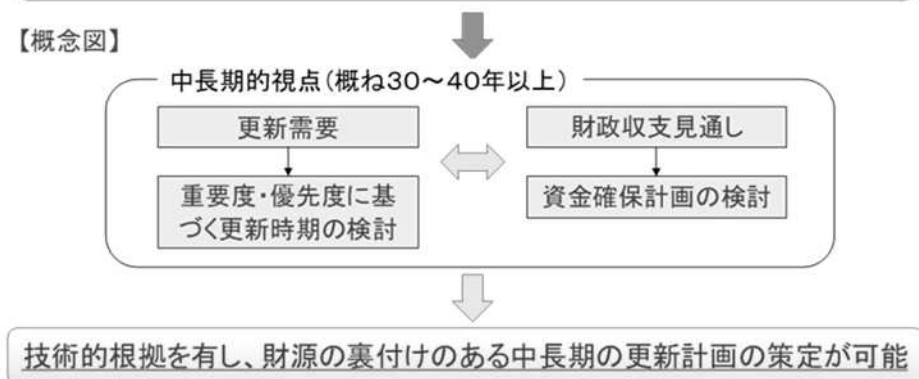 【概念図】
中長期的視点(概ね30～40年以上)
更新需要
重要度・優先度に基
づく更新時期の検討
財政収支見通し
資金確保計画の検討
技術的根拠を有し、財源の裏付けのある中長期の更新計画の策定が可能